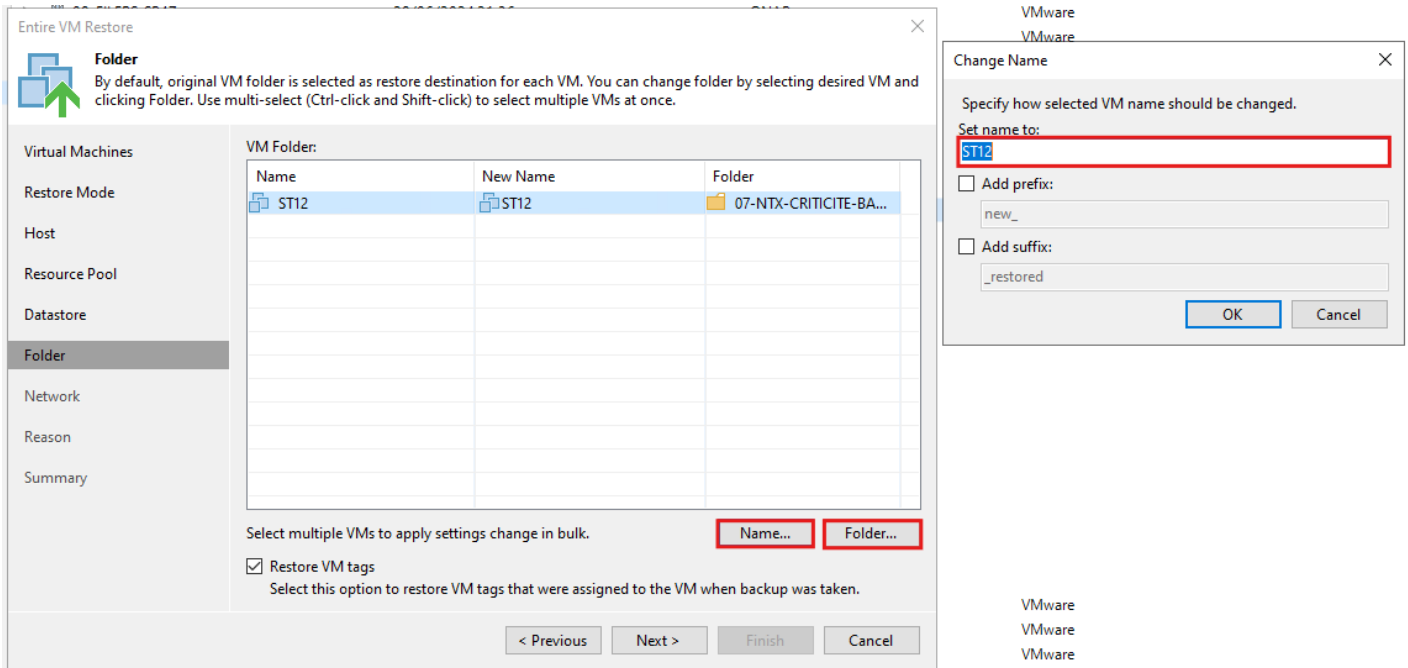 Entire VM Restore
Folder
By default, original VM folder is selected as restore destination for each VM. You can change folder by selecting desired VM and
clicking Folder. Use multi-select (Ctrl-click and Shift-click) to select multiple VMs at once.
Virtual Machines
Restore Mode
Host
Resource Pool
Datastore
Folder
Network
Reason
Summary
VM Folder:
Name New Name Folder
ST12 ST12 07-NTX-CRITICITE-BA...
Select multiple VMs to apply settings change in bulk. Name... Folder...
Restore VM tags
Select this option to restore VM tags that were assigned to the VM when backup was taken.
< Previous Next > Finish Cancel
VMware
VMware
Change Name
Specify how selected VM name should be changed.
Set name to:
ST12
Add prefix:
new_
Add suffix:
_restored
OK Cancel
VMware
VMware
VMware